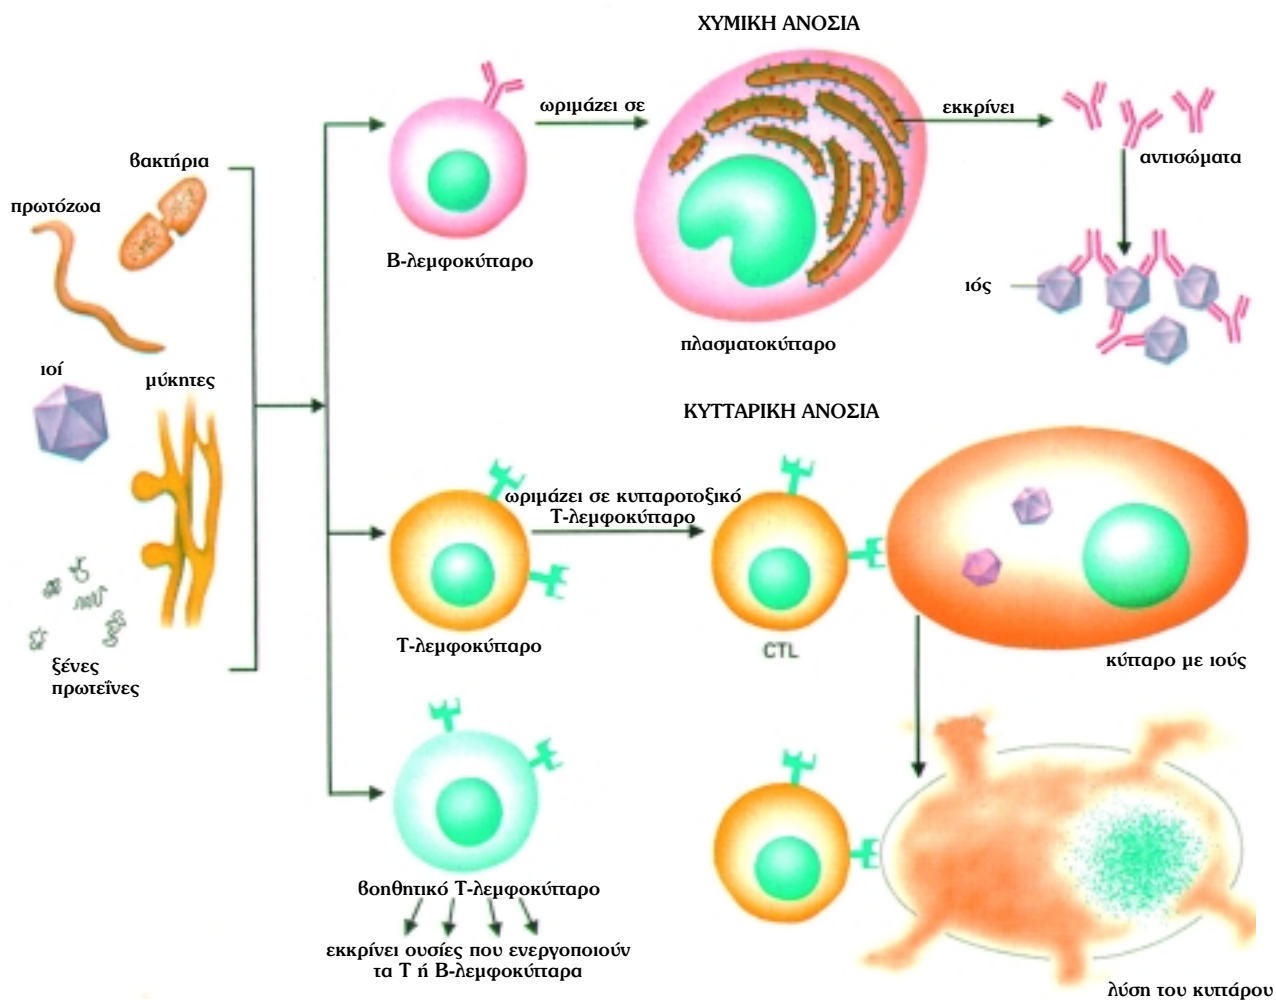 ΧΥΜΙΚΗ ΑΝΟΣΙΑ
βακτήρια
πρωτόζωα
ιοί
μύκητες
ξένες
πρωτεΐνες
Β-λεμφοκύτταρο
ωριμάζει σε
πλασματοκύτταρο
εκκρίνει
αντισώματα
ιός
ΚΥΤΤΑΡΙΚΗ ΑΝΟΣΙΑ
ωριμάζει σε κυτταροτοξικό
Τ-λεμφοκύτταρο
Τ-λεμφοκύτταρο
CTL
κύτταρο με ιούς
βοηθητικό Τ-λεμφοκύτταρο
εκκρίνει ουσίες που ενεργοποιούν
τα Τ ή Β-λεμφοκύτταρα
λύση του κυττάρου